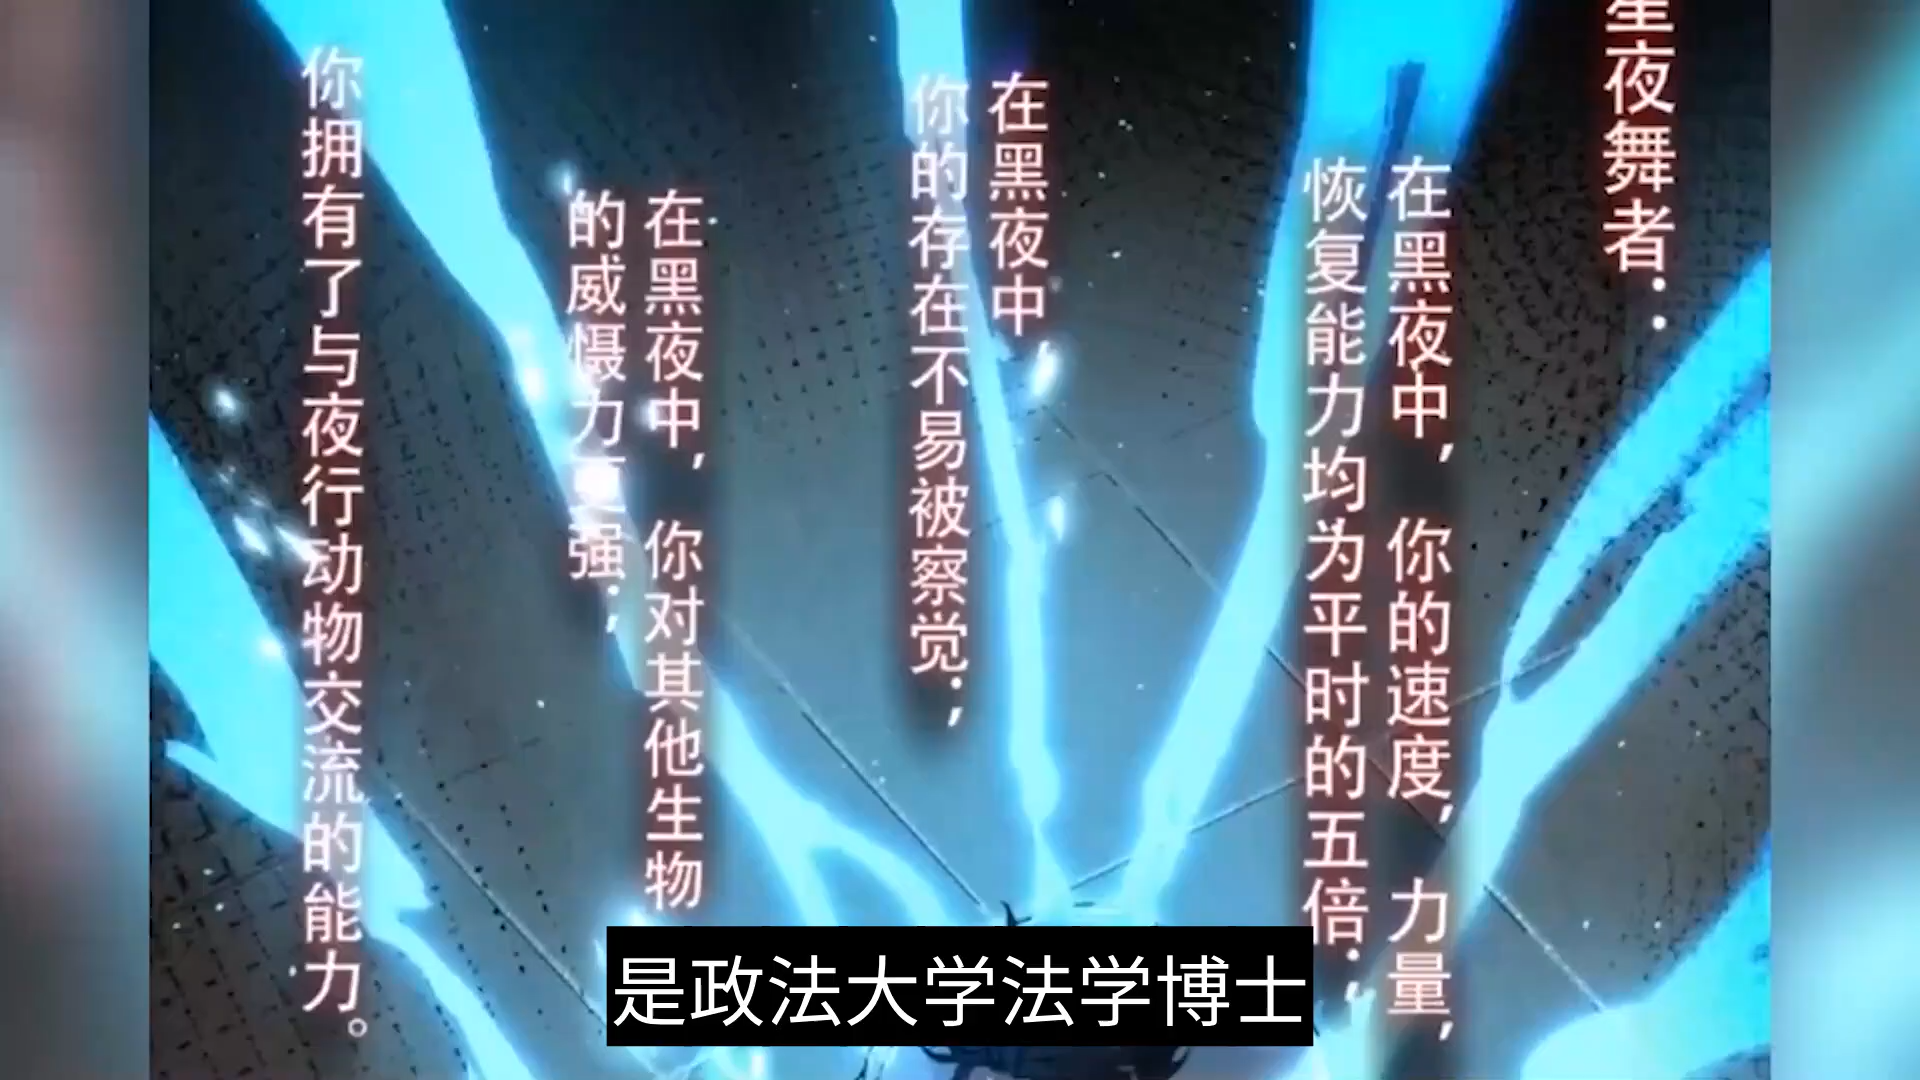 星夜舞者：
在黑夜中，你的速度，力量，
恢复能力均为平时的五倍；
在黑夜中，
你的存在不易被察觉；
在黑夜中，你对其他生物
的威慑力更强；
你拥有了与夜行动物交流的能力。
是政法大学法学博士